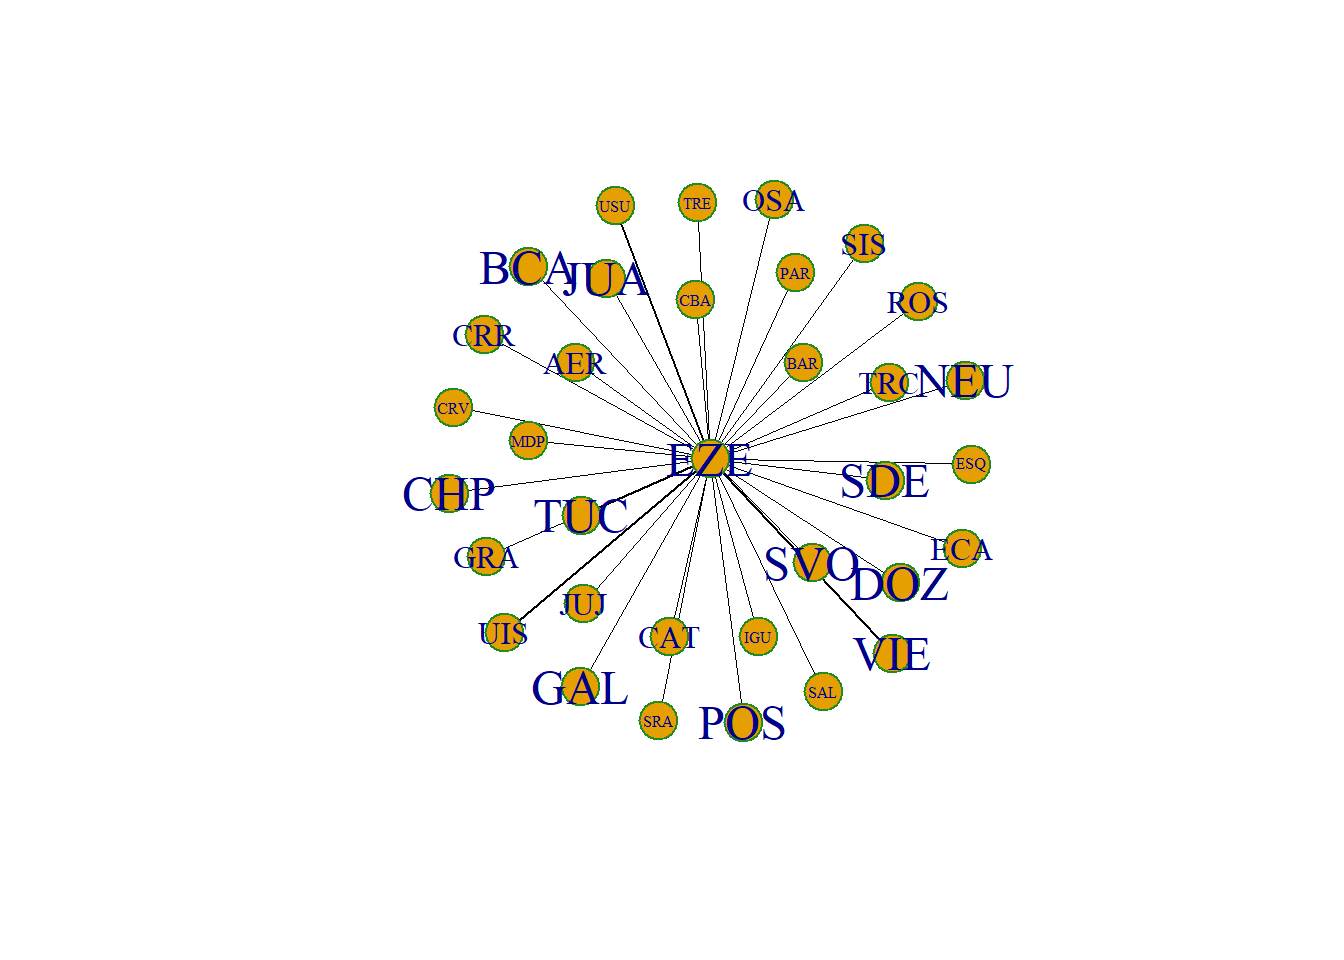 USU
TRE
OSA
SIS
BCA
JUA
PAR
CBA
ROS
CRR
AER
BAR
TRC
NEU
CRV
MDP
EZE
ESQ
CHP
SDE
TUC
GRA
SVO
ECA
DOZ
JUJ
UIS
CAT
IGU
VIE
GAL
SAL
SRA
POS